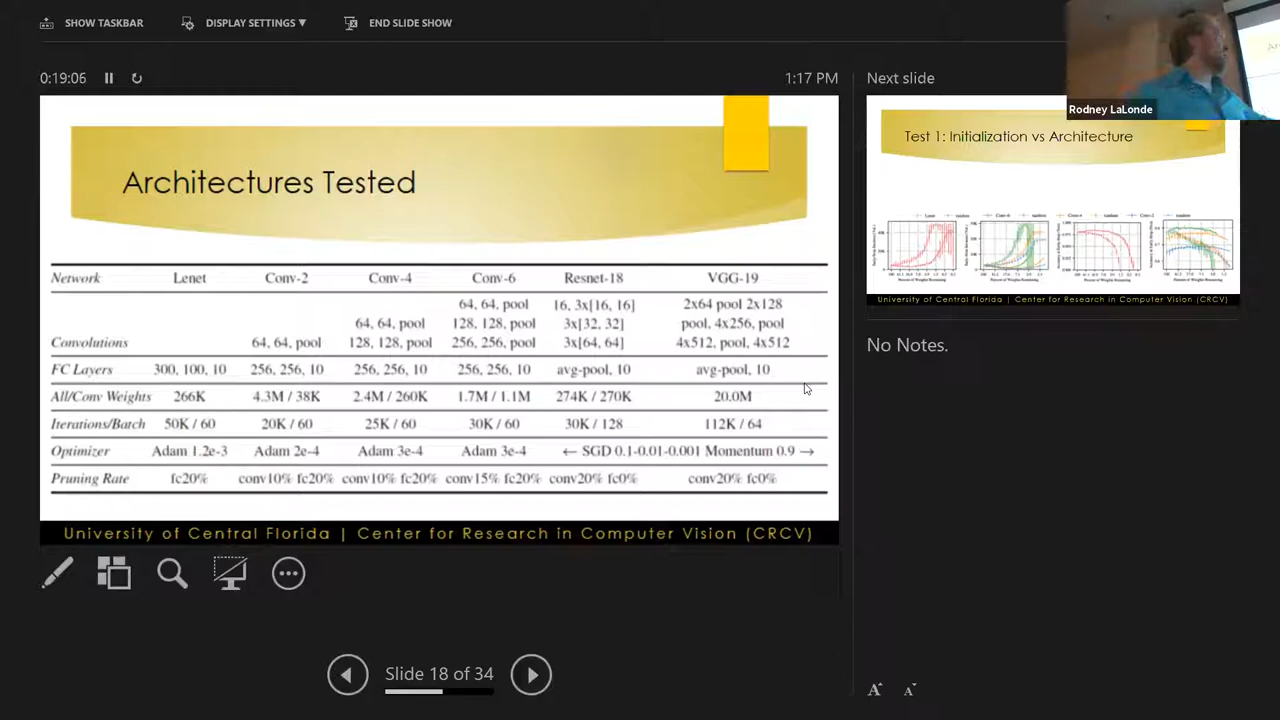 SHOW TASKBAR DISPLAY SETTINGS ▼ END SLIDE SHOW
0:19:06 1:17 PM
Architectures Tested
Network Lenet Conv-2 Conv-4 Conv-6 Resnet-18 VGG-19
64, 64, pool 16, 3x[16, 16] 2x64 pool 2x128
64, 64, pool 128, 128, pool 3x[32, 32] pool, 4x256, pool
Convolutions 64, 64, pool 128, 128, pool 256, 256, pool 3x[64, 64] 4x512, pool, 4x512
FC Layers 300, 100, 10 256, 256, 10 256, 256, 10 256, 256, 10 avg-pool, 10 avg-pool, 10
All/Conv Weights 266K 4.3M / 38K 2.4M / 260K 1.7M / 1.1M 274K / 270K 20.0M
Iterations/Batch 50K / 60 20K / 60 25K / 60 30K / 60 30K / 128 112K / 64
Optimizer Adam 1.2e-3 Adam 2e-4 Adam 3e-4 Adam 3e-4 ← SGD 0.1-0.01-0.001 Momentum 0.9 →
Pruning Rate fc20% conv10% fc20% conv10% fc20% conv15% fc20% conv20% fc0% conv20% fc0%
University of Central Florida | Center for Research in Computer Vision (CRCV)
Slide 18 of 34
Next slide
Rodney LaLonde
Test 1: Initialization vs Architecture
University of Central Florida | Center for Research in Computer Vision (CRCV)
No Notes.
A A